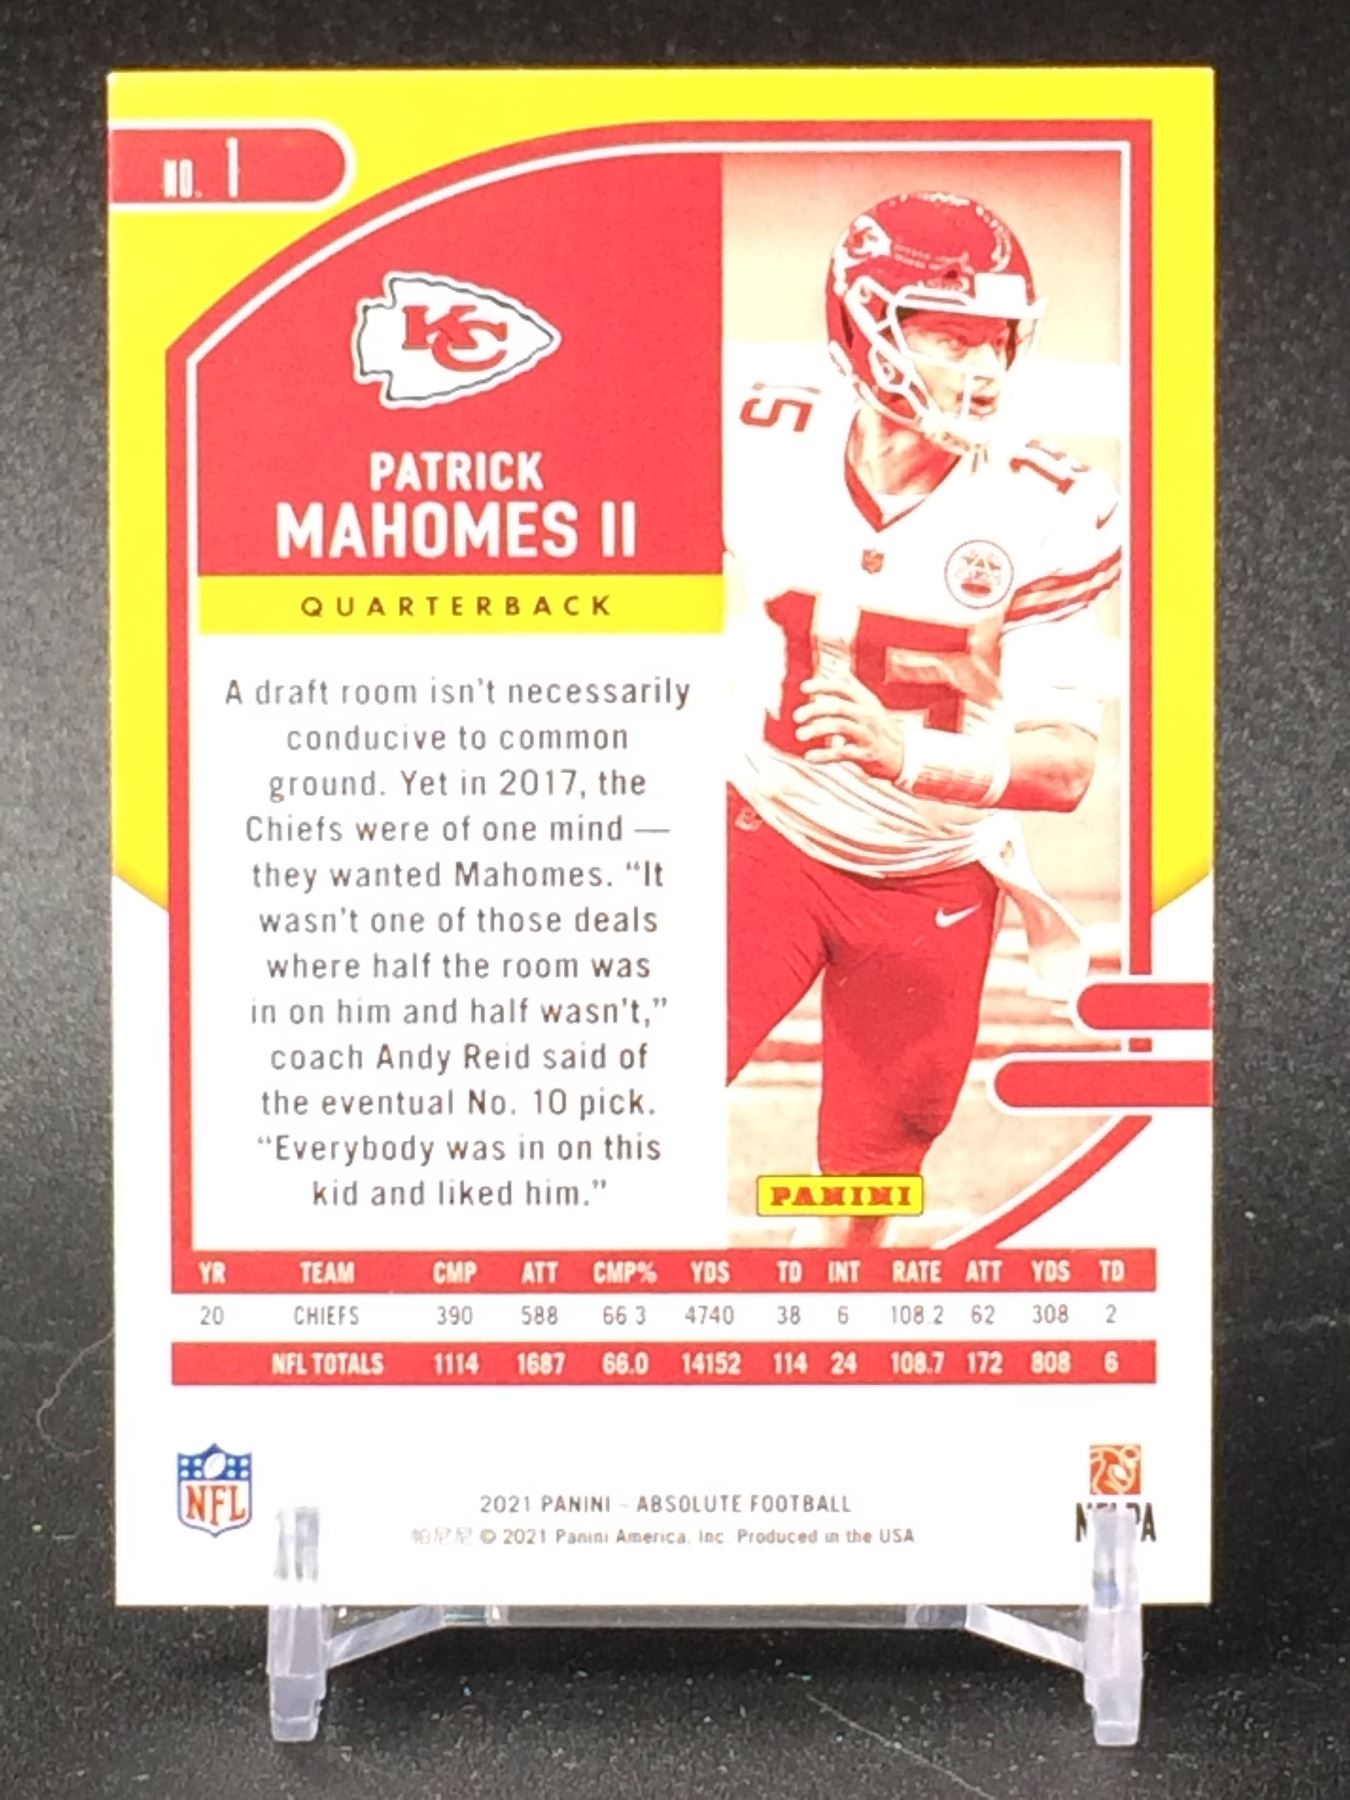 NO. 1
KC
PATRICK
MAHOMES II
QUARTERBACK
A draft room isn't necessarily
conducive to common
ground. Yet in 2017, the
Chiefs were of one mind —
they wanted Mahomes. “It
wasn't one of those deals
where half the room was
in on him and half wasn't,”
coach Andy Reid said of
the eventual No. 10 pick.
“Everybody was in on this
kid and liked him.”
15
15
15
PANINI
YR TEAM CMP ATT CMP% YDS TD INT RATE ATT YDS TD
20 CHIEFS 390 588 66.3 4740 38 6 108.2 62 308 2
NFL TOTALS 1114 1687 66.0 14152 114 24 108.7 172 808 6
NFL
2021 PANINI - ABSOLUTE FOOTBALL
帕尼尼 © 2021 Panini America, Inc. Produced in the USA.